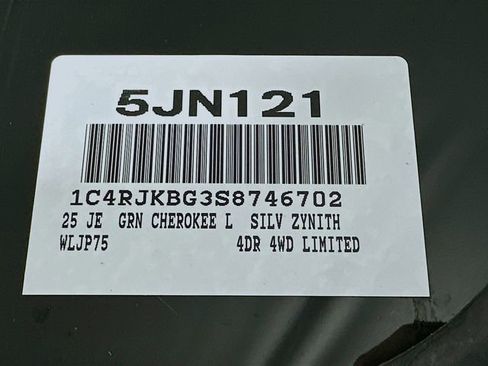 5JN121
1C4RJKBG3S8746702
25 JE GRN CHEROKEE L SILV ZYNITH
WLJP75 4DR 4WD LIMITED